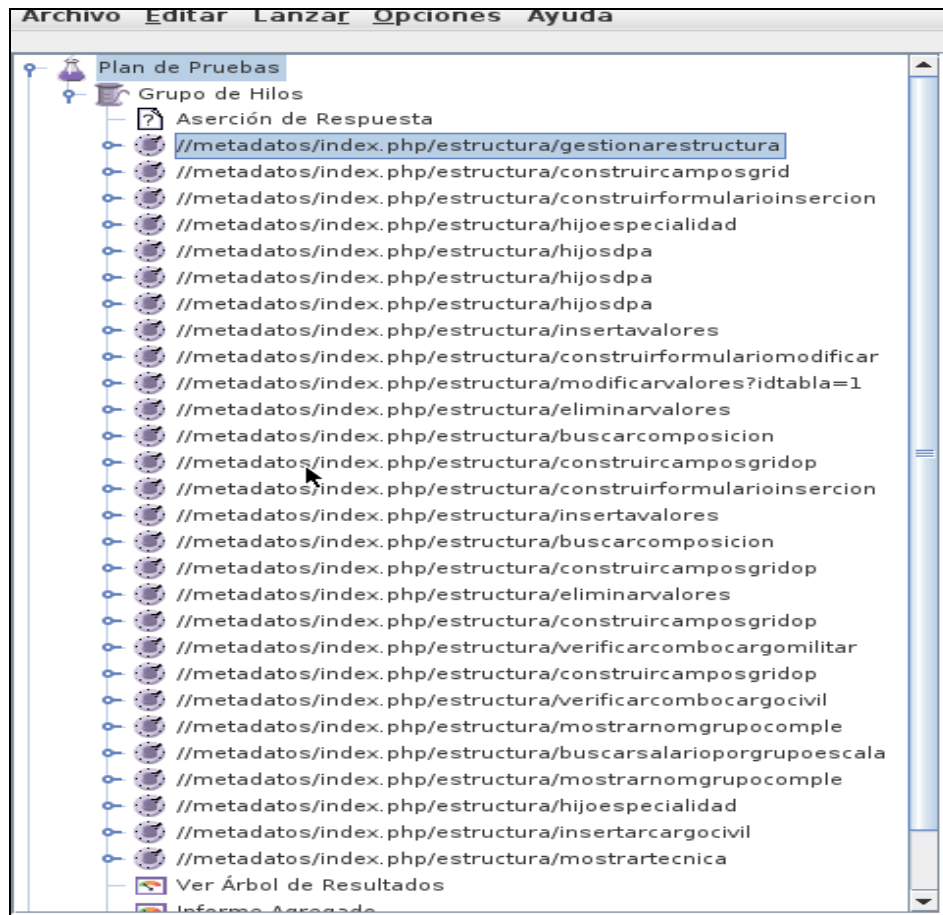 Archivo Editar Lanzar Opciones Ayuda
Plan de Pruebas
Grupo de Hilos
Aserción de Respuesta
//metadatos/index.php/estructura/gestionarestructura
//metadatos/index.php/estructura/construircamposgrid
//metadatos/index.php/estructura/construirformularioinsercion
//metadatos/index.php/estructura/hijoespecialidad
//metadatos/index.php/estructura/hijosdpa
//metadatos/index.php/estructura/hijosdpa
//metadatos/index.php/estructura/hijosdpa
//metadatos/index.php/estructura/insertavalores
//metadatos/index.php/estructura/construirformulariomodificar
//metadatos/index.php/estructura/modificarvalores?idtabla=1
//metadatos/index.php/estructura/eliminarvalores
//metadatos/index.php/estructura/buscarcomposicion
//metadatos/index.php/estructura/construircamposgridop
//metadatos/index.php/estructura/construirformularioinsercion
//metadatos/index.php/estructura/insertavalores
//metadatos/index.php/estructura/buscarcomposicion
//metadatos/index.php/estructura/construircamposgridop
//metadatos/index.php/estructura/eliminarvalores
//metadatos/index.php/estructura/construircamposgridop
//metadatos/index.php/estructura/verificarcombocargomilitar
//metadatos/index.php/estructura/construircamposgridop
//metadatos/index.php/estructura/verificarcombocargocivil
//metadatos/index.php/estructura/mostrarnomgrupocomple
//metadatos/index.php/estructura/buscarsalarioporgrupoescala
//metadatos/index.php/estructura/mostrarnomgrupocomple
//metadatos/index.php/estructura/hijoespecialidad
//metadatos/index.php/estructura/insertarcargocivil
//metadatos/index.php/estructura/mostrartecnica
Ver Árbol de Resultados
Informe Agregado